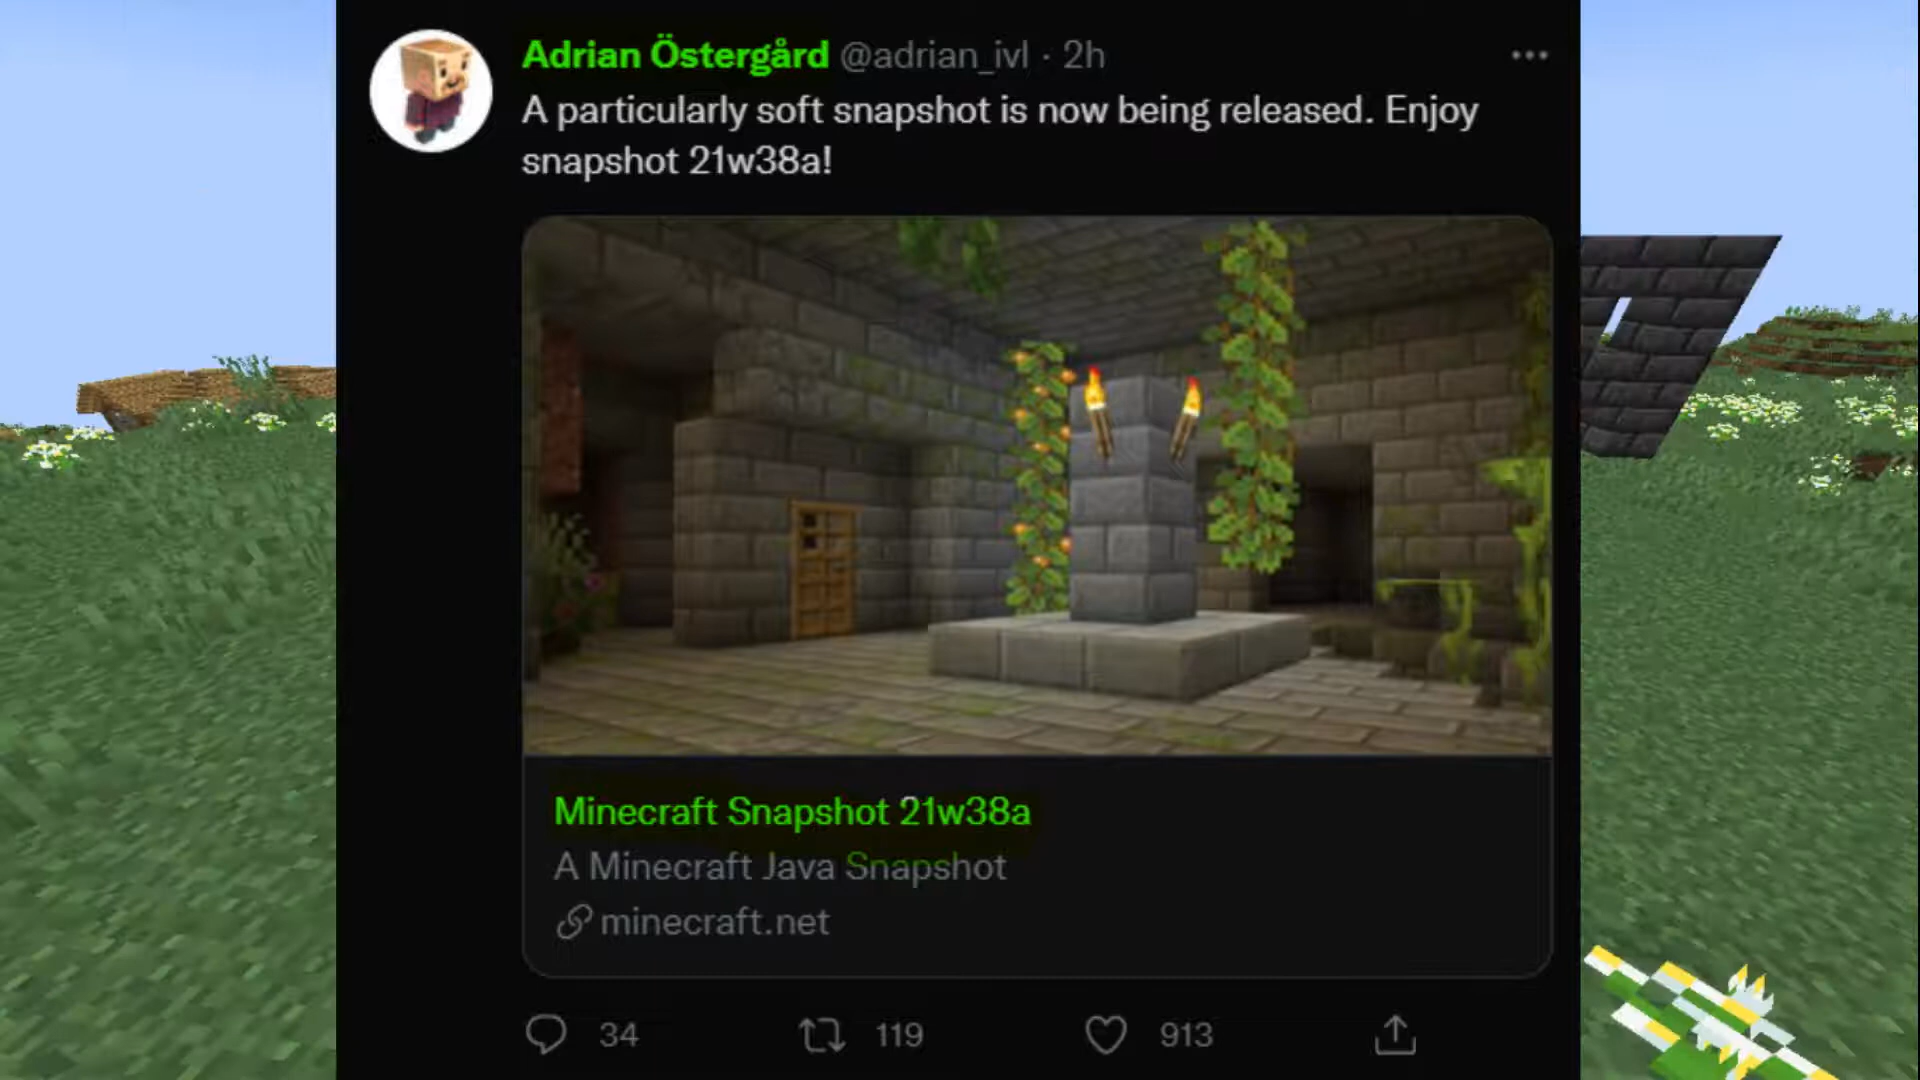 Adrian Östergård @adrian_ivl · 2h
A particularly soft snapshot is now being released. Enjoy
snapshot 21w38a!
Minecraft Snapshot 21w38a
A Minecraft Java Snapshot
minecraft.net
34 119 913